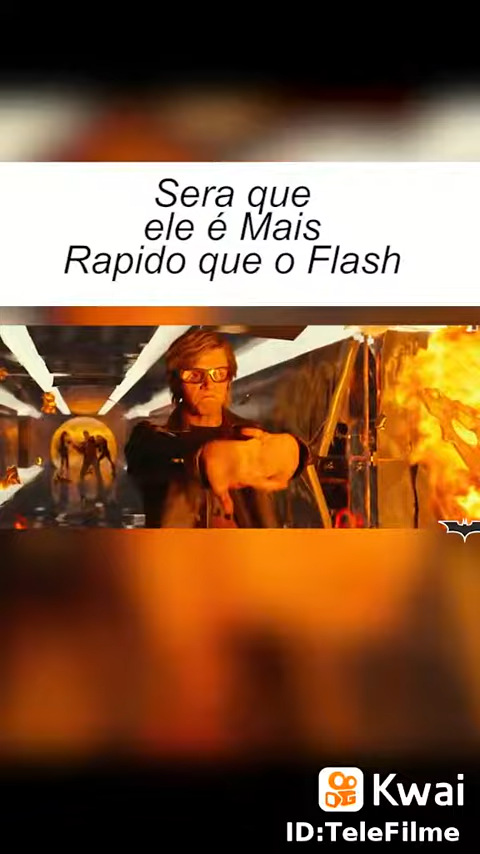 Sera que
ele é Mais
Rapido que o Flash
Kwai
ID:TeleFilme